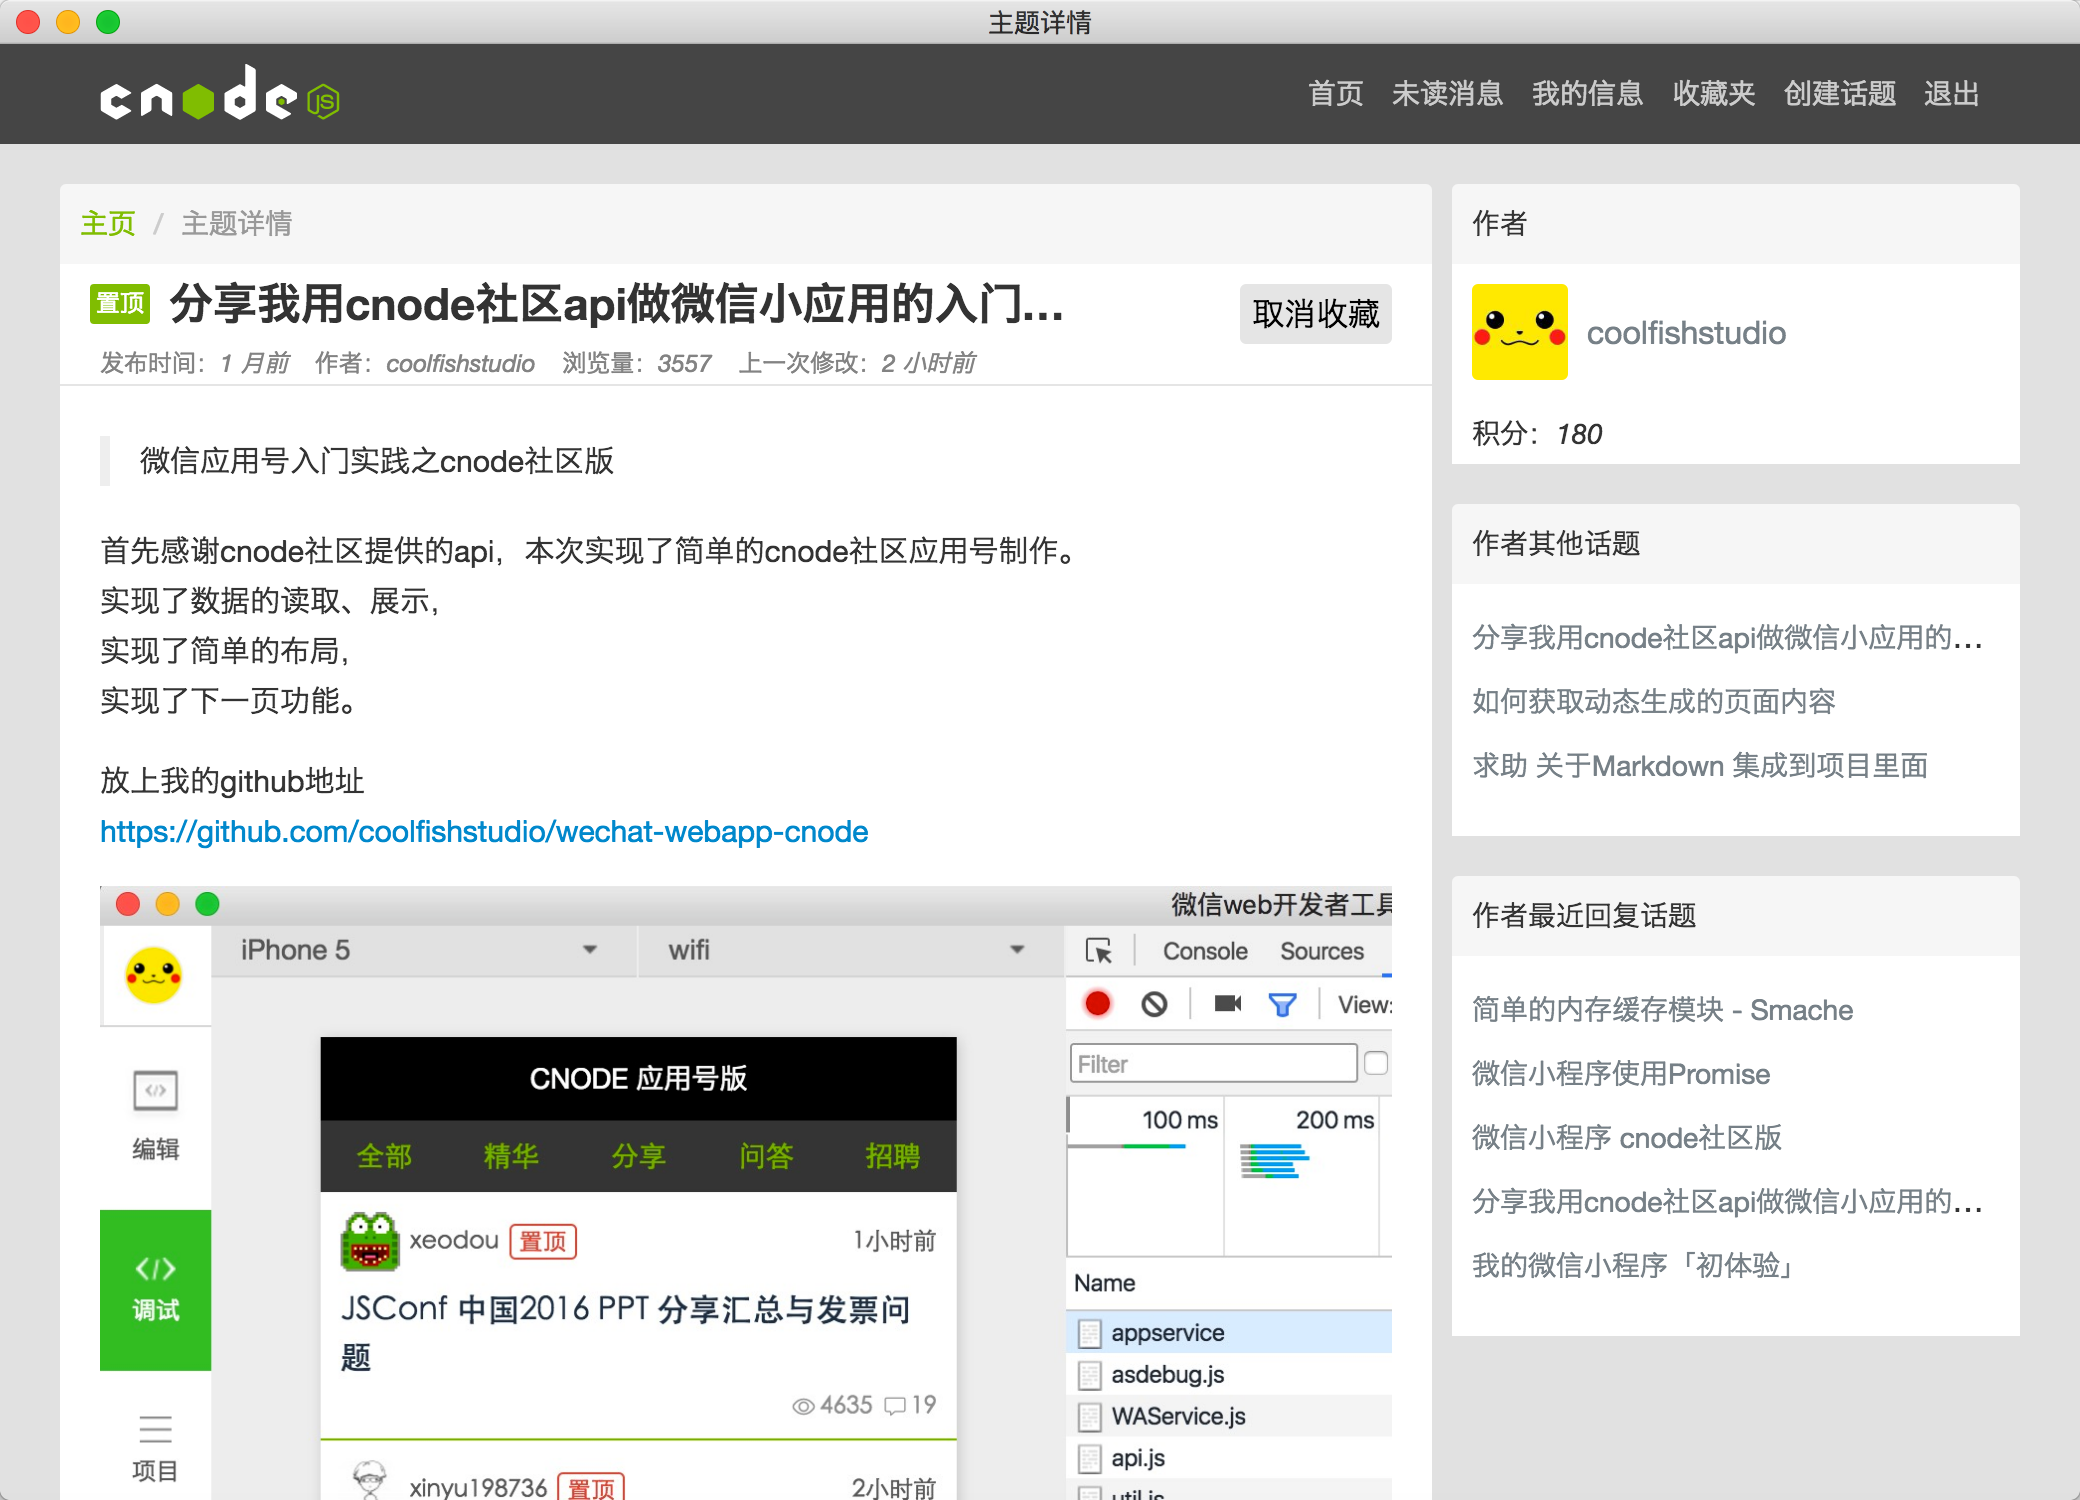 主题详情
cnode JS
首页 未读消息 我的信息 收藏夹 创建话题 退出
主页 / 主题详情
置顶 分享我用cnode社区api做微信小应用的入门...
取消收藏
发布时间：1 月前 作者：coolfishstudio 浏览量：3557 上一次修改：2 小时前
微信应用号入门实践之cnode社区版
首先感谢cnode社区提供的api，本次实现了简单的cnode社区应用号制作。
实现了数据的读取、展示，
实现了简单的布局，
实现了下一页功能。
放上我的github地址
https://github.com/coolfishstudio/wechat-webapp-cnode
微信web开发者工具
iPhone 5
wifi
Console Sources
View:
Filter
100 ms 200 ms
Name
appservice
asdebug.js
WAService.js
api.js
util.js
编辑
调试
项目
CNODE 应用号版
全部 精华 分享 问答 招聘
xeodou 置顶 1小时前
JSConf 中国2016 PPT 分享汇总与发票问
题
4635 19
xinyu198736 置顶 2小时前
作者
coolfishstudio
积分：180
作者其他话题
分享我用cnode社区api做微信小应用的...
如何获取动态生成的页面内容
求助 关于Markdown 集成到项目里面
作者最近回复话题
简单的内存缓存模块 - Smache
微信小程序使用Promise
微信小程序 cnode社区版
分享我用cnode社区api做微信小应用的...
我的微信小程序「初体验」